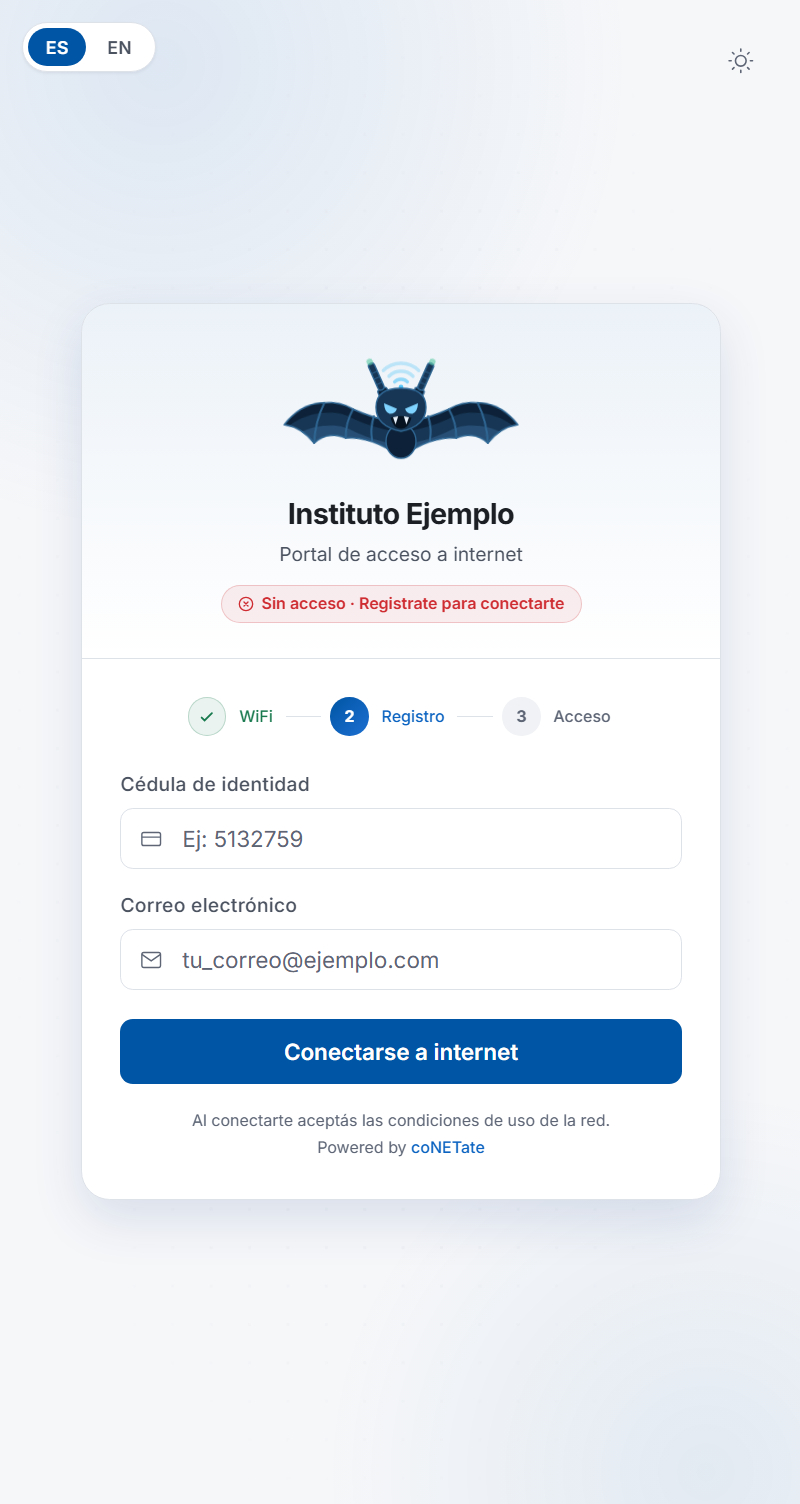 ES EN
Instituto Ejemplo
Portal de acceso a internet
Sin acceso · Registrate para conectarte
WiFi 2 Registro 3 Acceso
Cédula de identidad
Ej: 5132759
Correo electrónico
tu_correo@ejemplo.com
Conectarse a internet
Al conectarte aceptás las condiciones de uso de la red.
Powered by coNETate